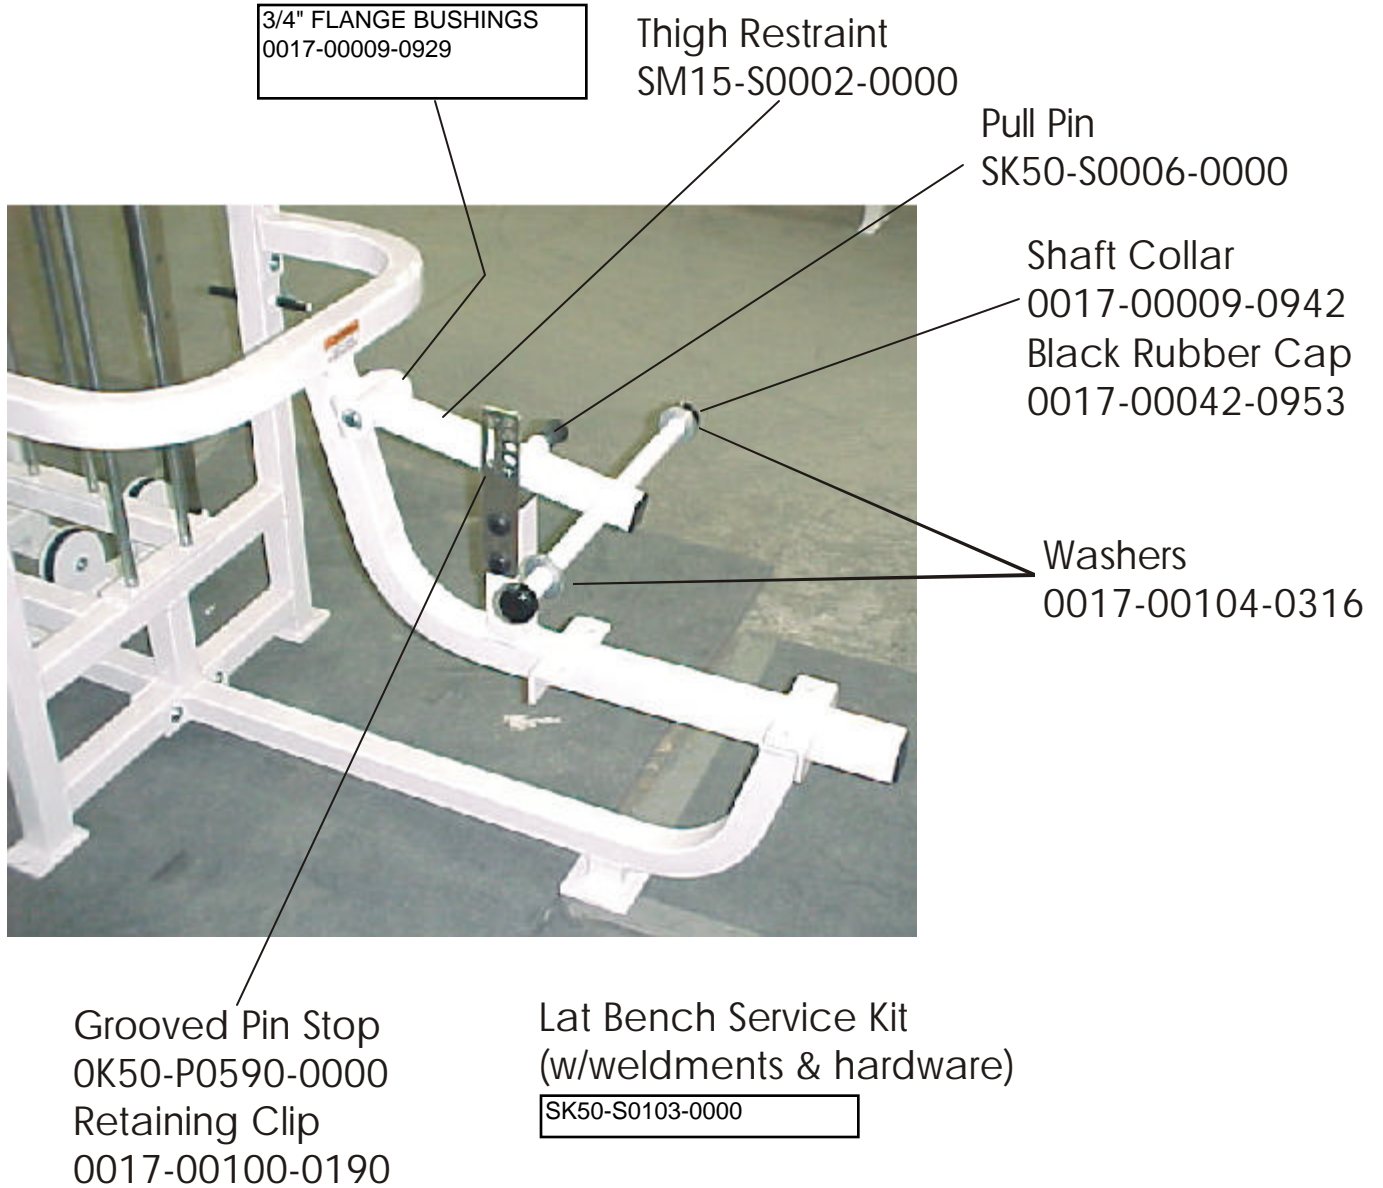 3/4" FLANGE BUSHINGS
0017-00009-0929
Thigh Restraint
SM15-S0002-0000
Pull Pin
SK50-S0006-0000
Shaft Collar
0017-00009-0942
Black Rubber Cap
0017-00042-0953
Washers
0017-00104-0316
Grooved Pin Stop
0K50-P0590-0000
Retaining Clip
0017-00100-0190
Lat Bench Service Kit
(w/weldments & hardware)
SK50-S0103-0000